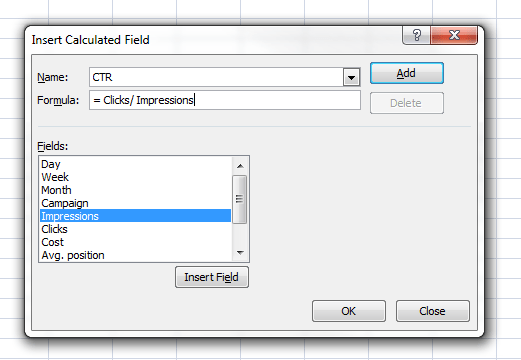 Insert Calculated Field
Name: CTR
Add
Formula: = Clicks/ Impressions
Delete
Fields:
Day
Week
Month
Campaign
Impressions
Clicks
Cost
Avg. position
Insert Field
OK Close